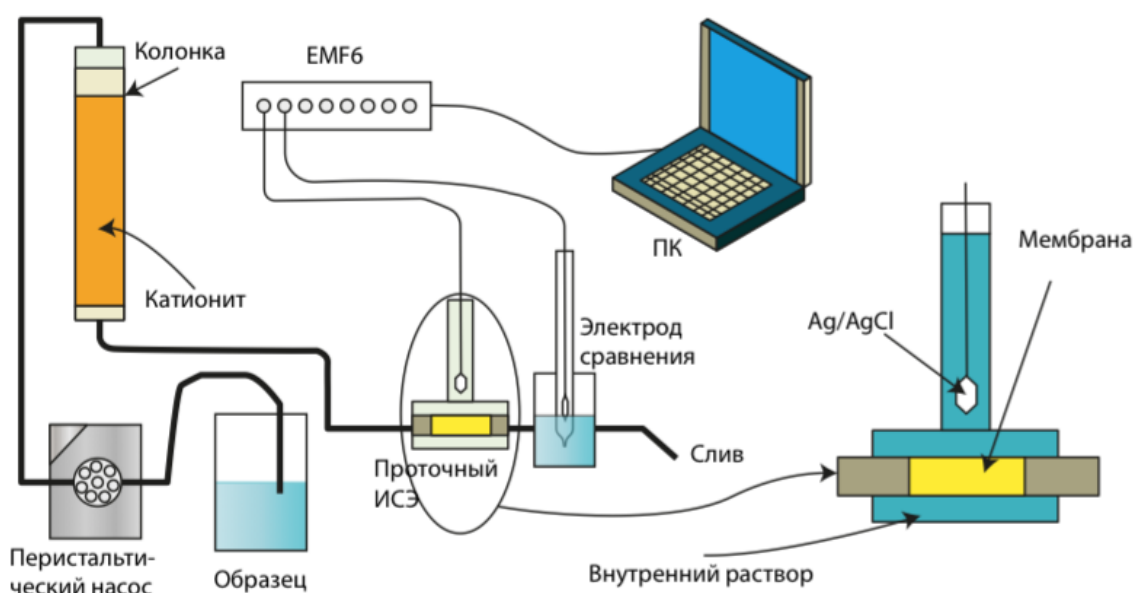 Колонка
EMF6
Катионит
ПК
Мембрана
Ag/AgCl
Электрод
сравнения
Проточный
ИСЭ
Слив
Перистальти-
ческий насос
Образец
Внутренний раствор